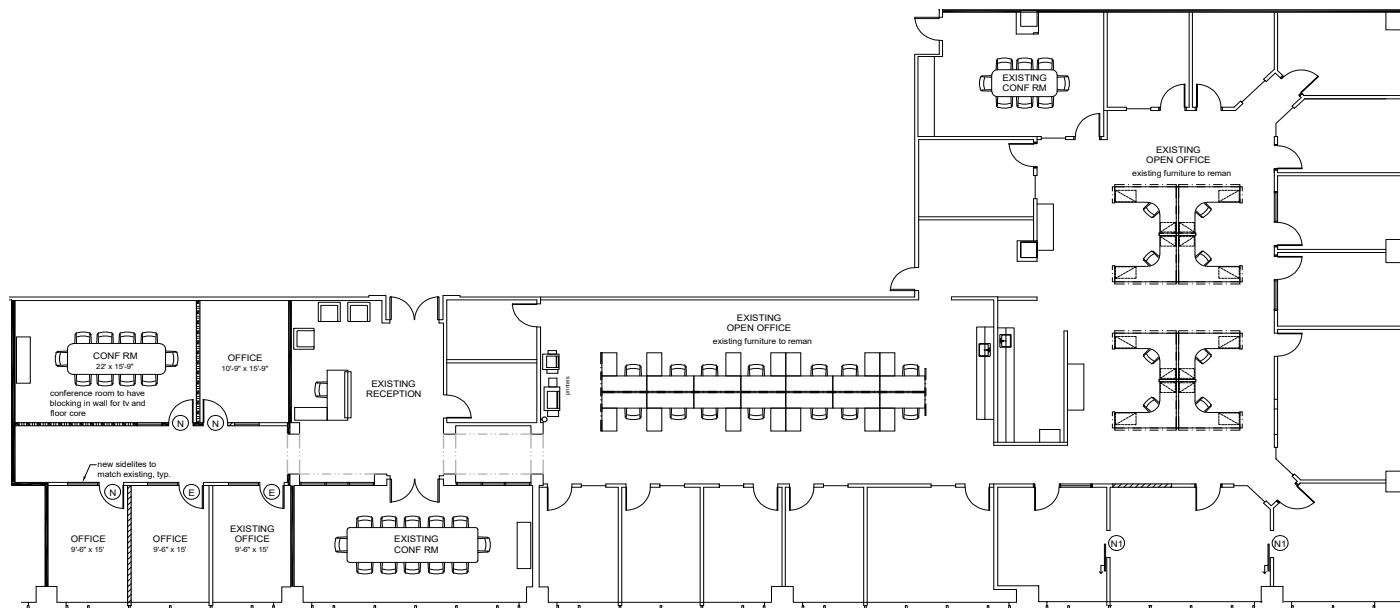 EXISTING
CONF RM
EXISTING
OPEN OFFICE
existing furniture to reman
EXISTING
OPEN OFFICE
existing furniture to reman
CONF RM
22' x 15'-9"
conference room to have
blocking in wall for tv and
floor core
OFFICE
10'-9" x 15'-9"
EXISTING
RECEPTION
printers
N
N
new sidelites to
match existing, typ.
N
E
E
OFFICE
9'-6" x 15'
OFFICE
9'-6" x 15'
EXISTING
OFFICE
9'-6" x 15'
EXISTING
CONF RM
N1
N1